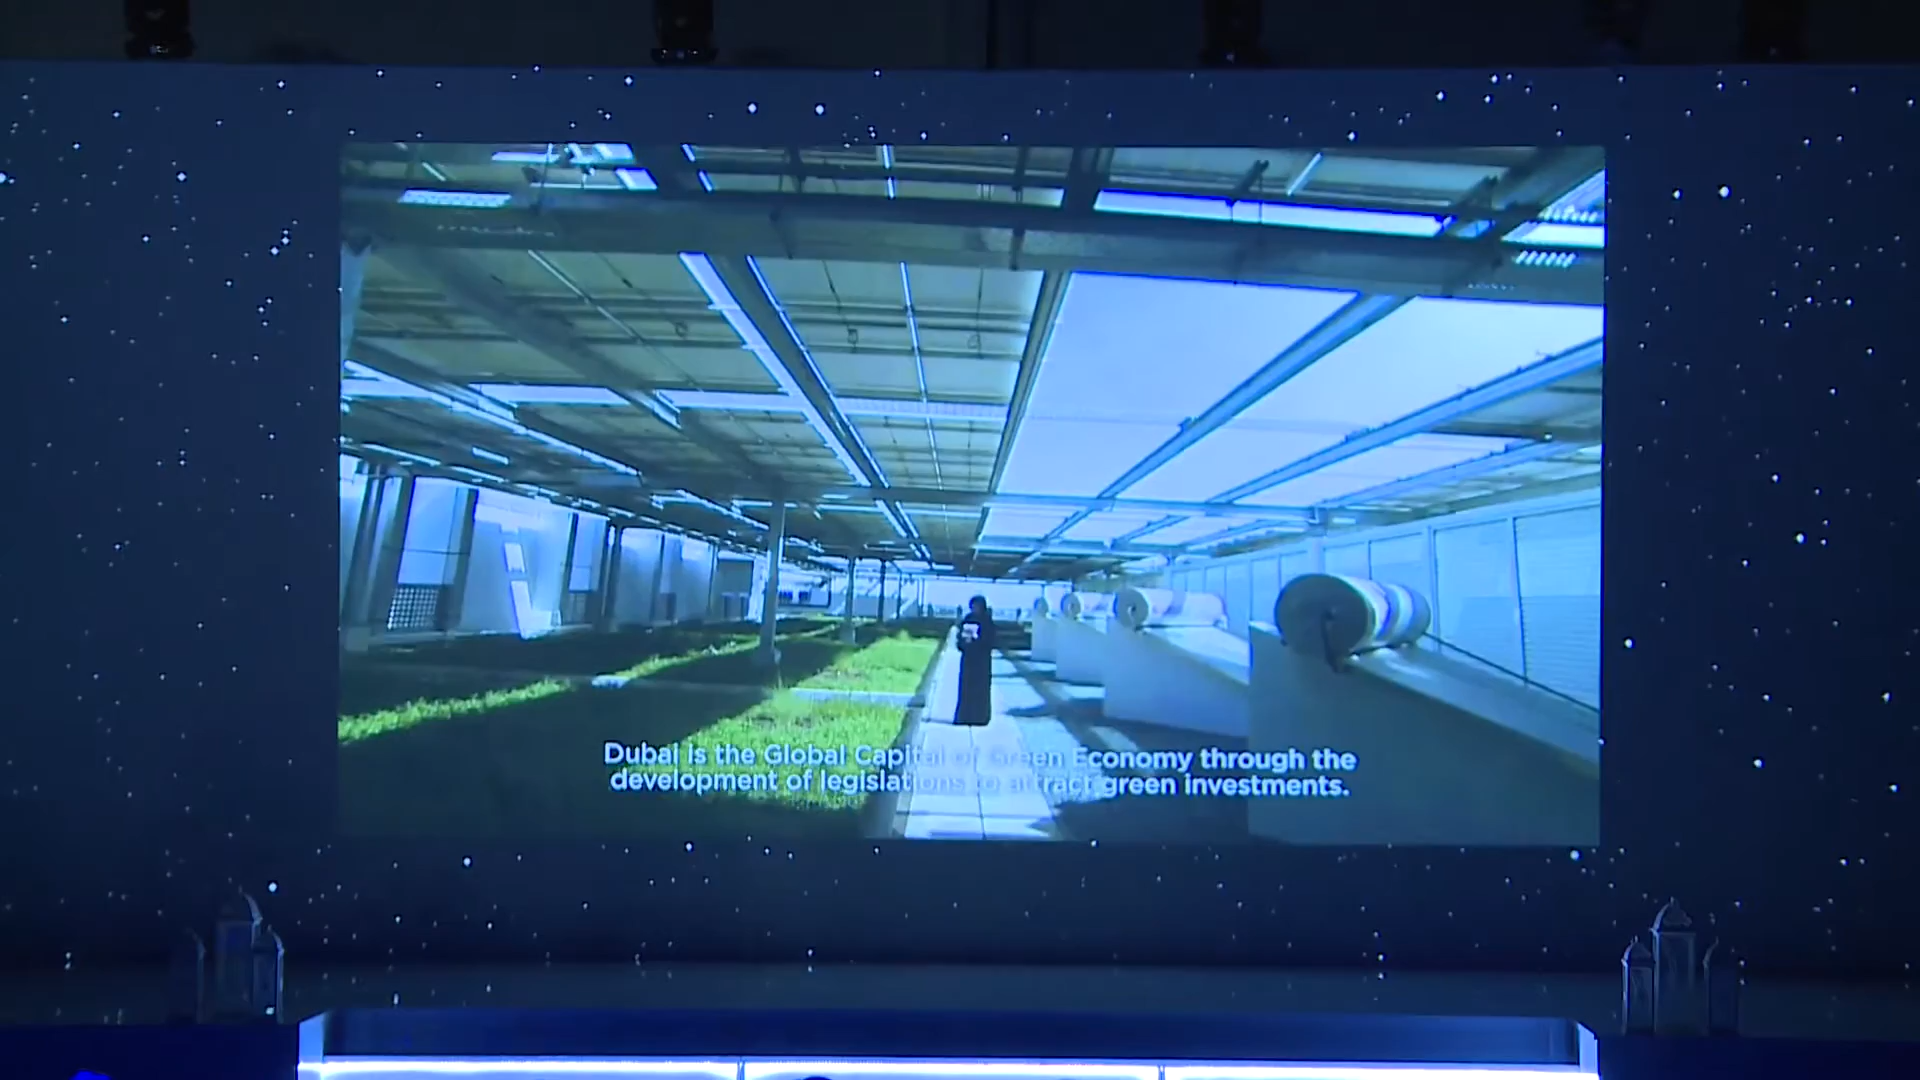 Dubai is the Global Capital of Green Economy through the
development of legislations to attract green investments.